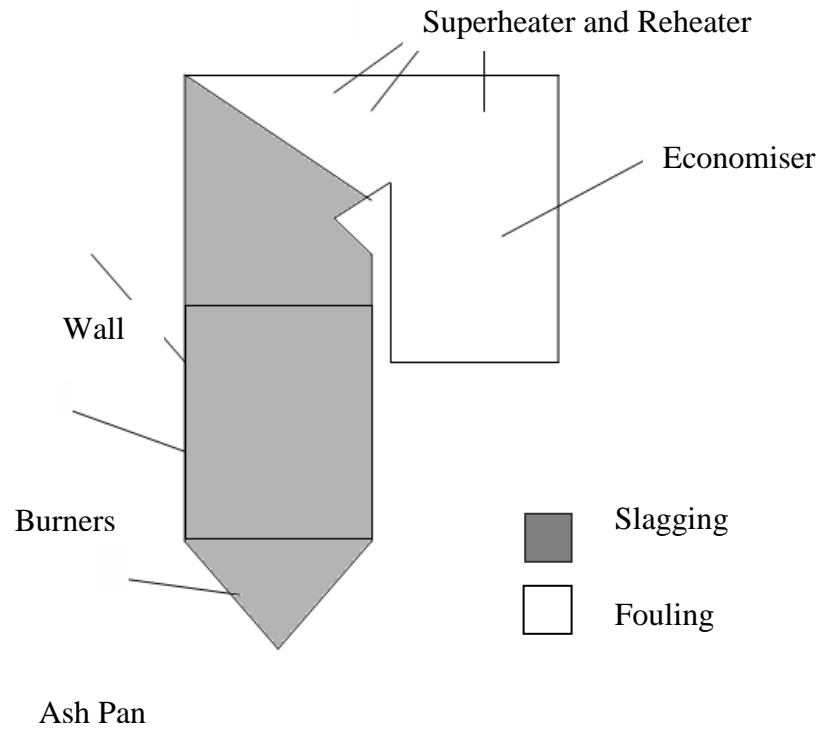 Superheater and Reheater
Economiser
Wall
Burners
Slagging
Fouling
Ash Pan